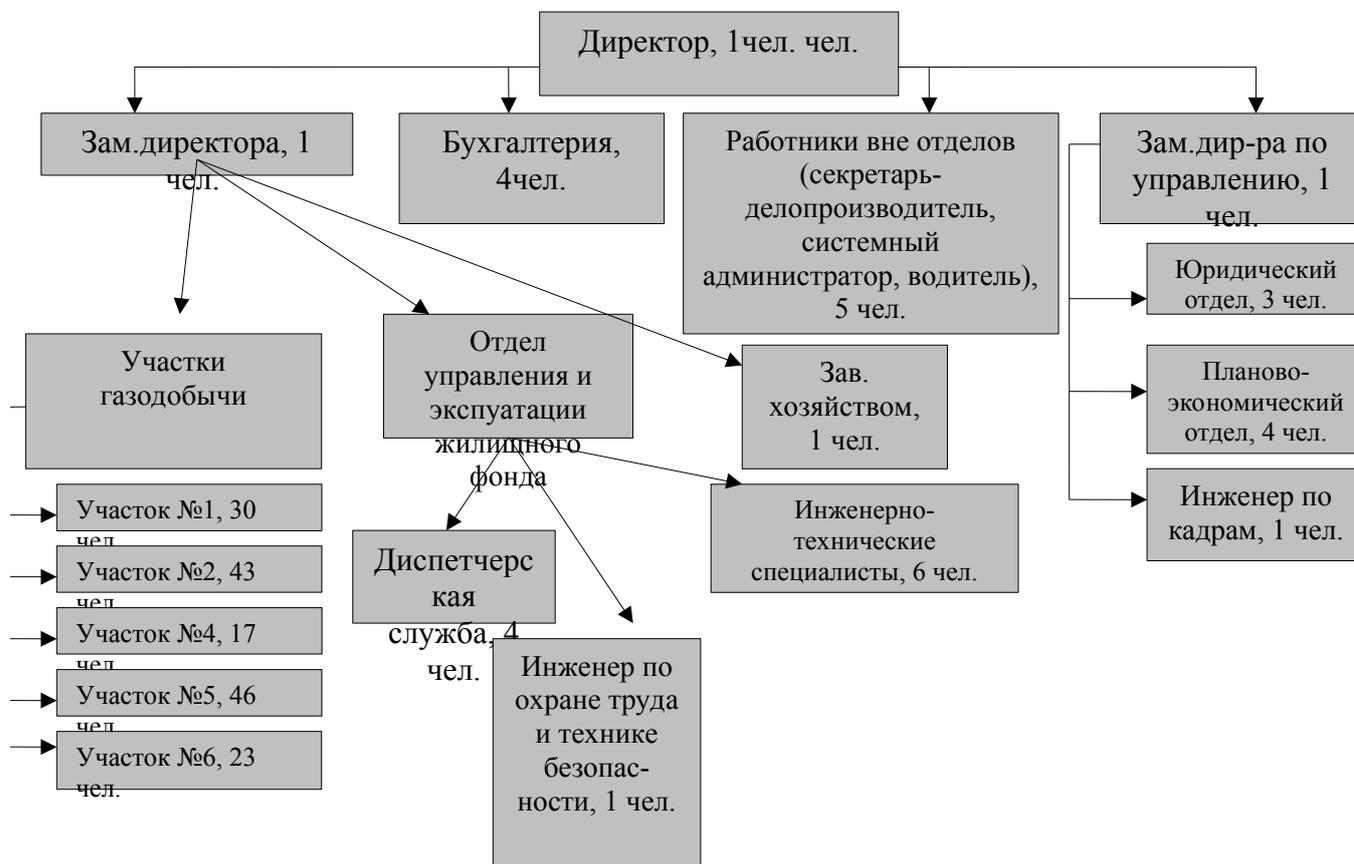 Директор, 1чел. чел.
Зам.директора, 1
чел.
Бухгалтерия,
4чел.
Работники вне отделов
(секретарь-
делопроизводитель,
системный
администратор, водитель),
5 чел.
Зам.дир-ра по
управлению, 1
чел.
Юридический
отдел, 3 чел.
Планово-
экономический
отдел, 4 чел.
Инженер по
кадрам, 1 чел.
Участки
газодобычи
Отдел
управления и
экспуатации
жилищного
фонда
Зав.
хозяйством,
1 чел.
Участок №1, 30
чел.
Участок №2, 43
чел.
Участок №4, 17
чел.
Участок №5, 46
чел.
Участок №6, 23
чел.
Диспетчерс
кая
служба, 4
чел.
Инженерно-
технические
специалисты, 6 чел.
Инженер по
охране труда
и технике
безопас-
ности, 1 чел.